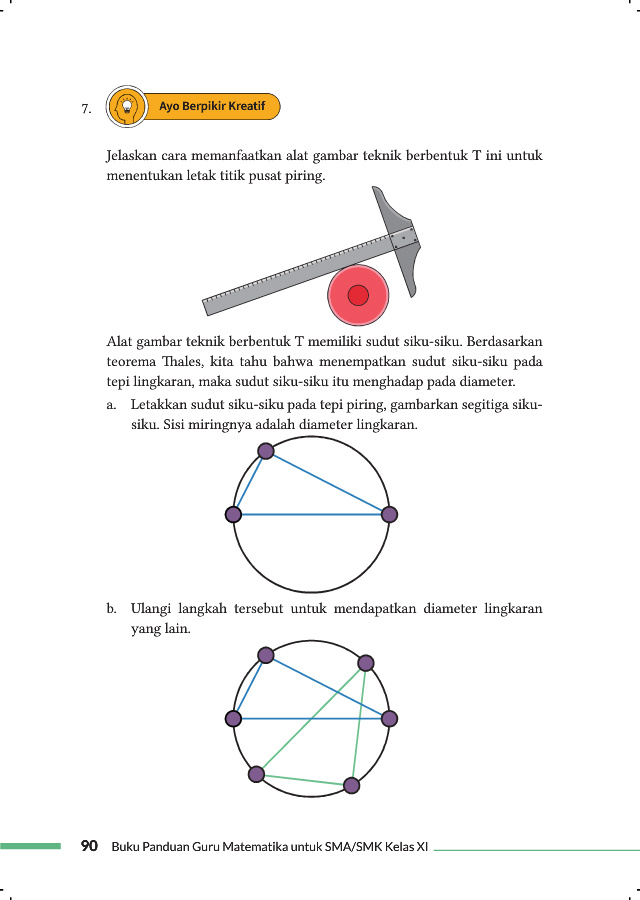 7.
Ayo Berpikir Kreatif
Jelaskan cara memanfaatkan alat gambar teknik berbentuk T ini untuk
menentukan letak titik pusat piring.
Alat gambar teknik berbentuk T memiliki sudut siku-siku. Berdasarkan
teorema Thales, kita tahu bahwa menempatkan sudut siku-siku pada
tepi lingkaran, maka sudut siku-siku itu menghadap pada diameter.
a. Letakkan sudut siku-siku pada tepi piring, gambarkan segitiga siku-
siku. Sisi miringnya adalah diameter lingkaran.
b. Ulangi langkah tersebut untuk mendapatkan diameter lingkaran
yang lain.
90 Buku Panduan Guru Matematika untuk SMA/SMK Kelas XI